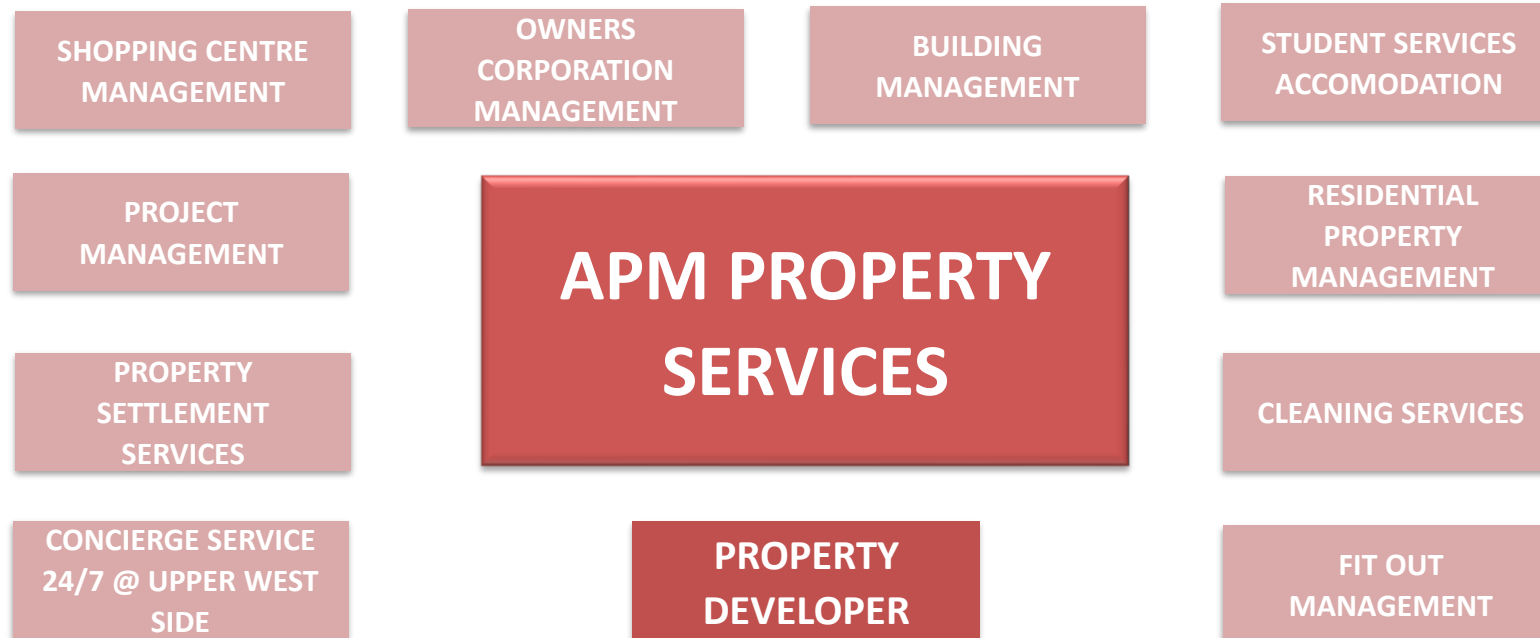 SHOPPING CENTRE
MANAGEMENT
OWNERS
CORPORATION
MANAGEMENT
BUILDING
MANAGEMENT
STUDENT SERVICES
ACCOMODATION
PROJECT
MANAGEMENT
APM PROPERTY
SERVICES
RESIDENTIAL
PROPERTY
MANAGEMENT
PROPERTY
SETTLEMENT
SERVICES
CLEANING SERVICES
CONCIERGE SERVICE
24/7 @ UPPER WEST
SIDE
PROPERTY
DEVELOPER
FIT OUT
MANAGEMENT